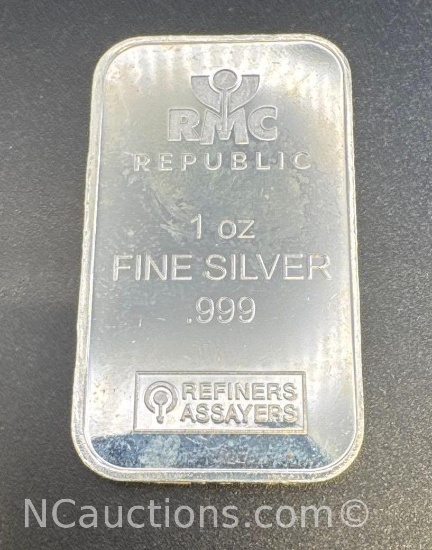 RMC
REPUBLIC
1 oz
FINE SILVER
.999
REFINERS
ASSAYERS
NCauctions.com©